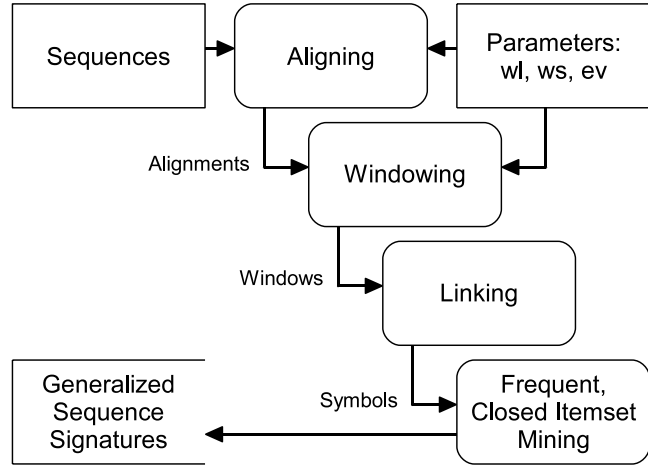 Sequences
Aligning
Parameters:
wl, ws, ev
Alignments
Windowing
Windows
Linking
Generalized
Sequence
Signatures
Symbols
Frequent,
Closed Itemset
Mining